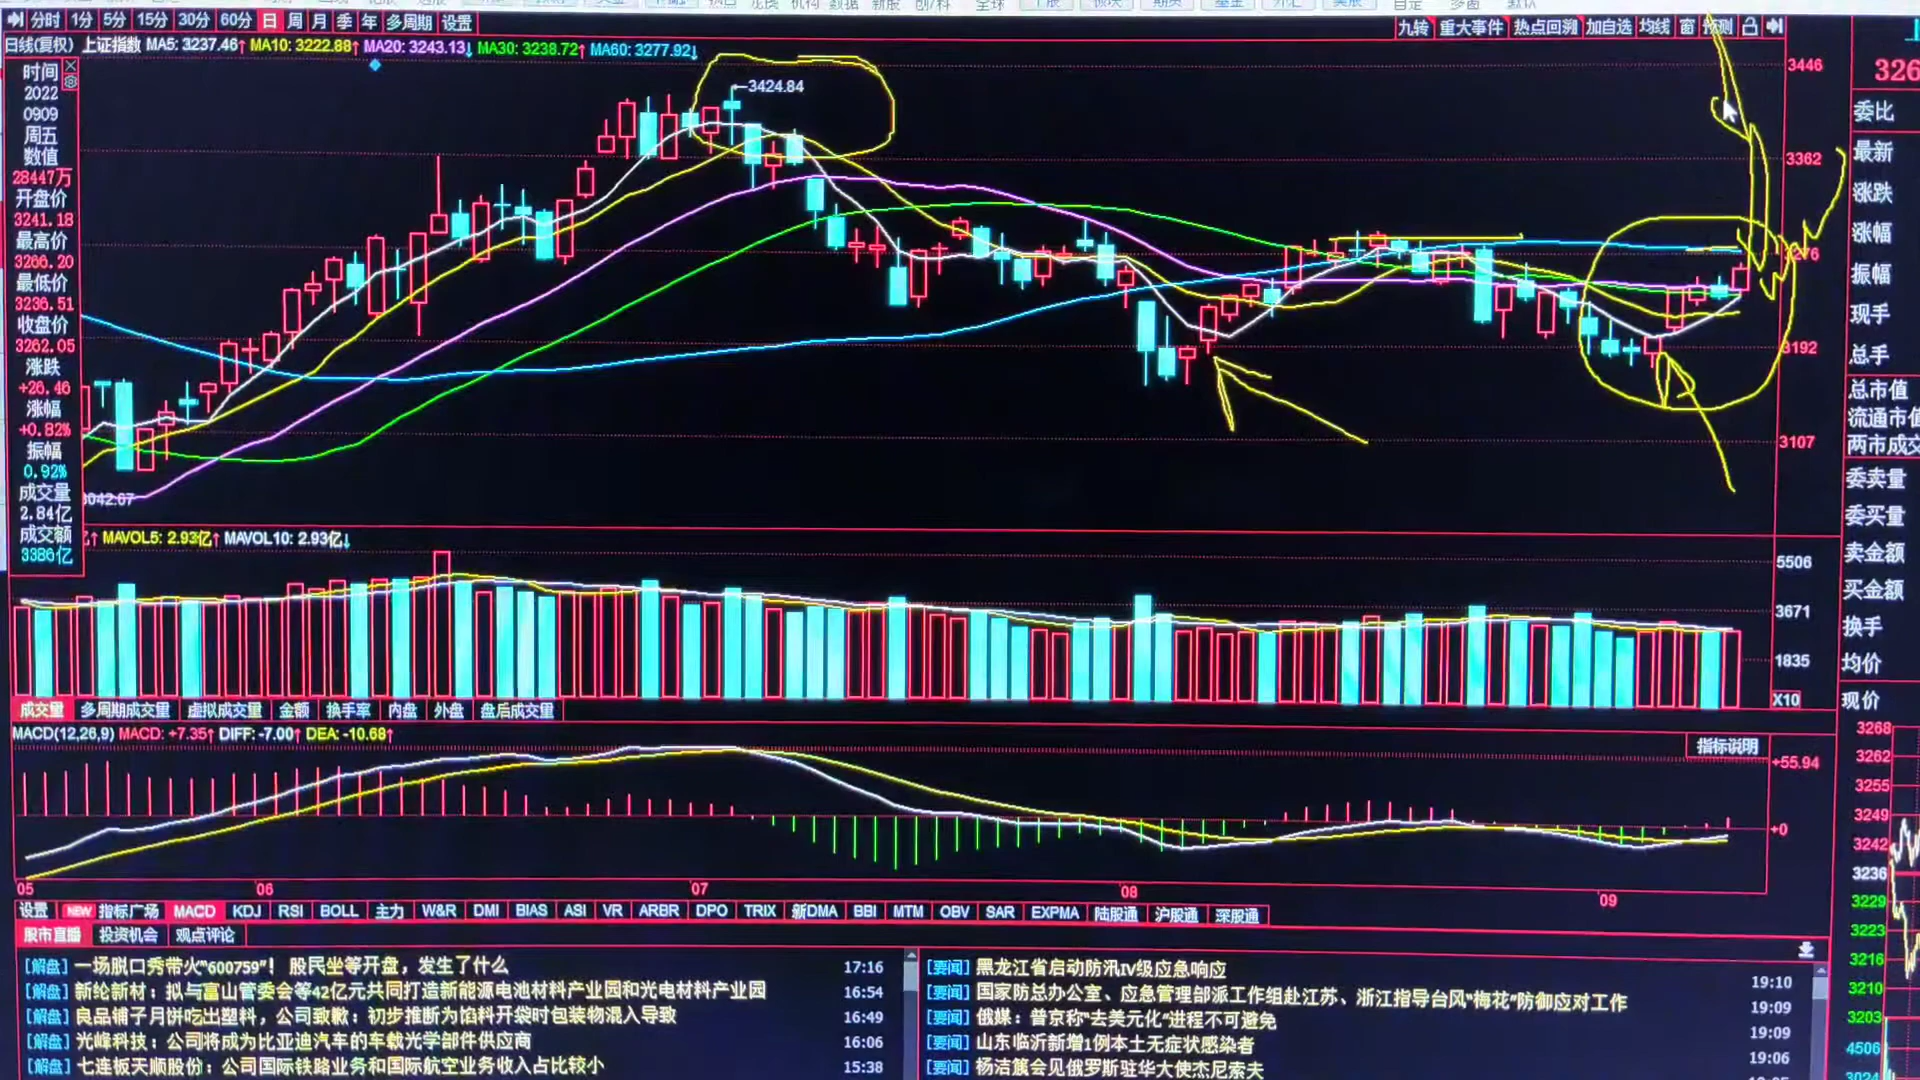 分时 1分 5分 15分 30分 60分 日 周 月 季 年 多周期 设置
九转 重大事件 热点回溯 加自选 均线 窗 预测
日线(复权) 上证指数 MA5: 3237.46↑ MA10: 3222.88↑ MA20: 3243.13↓ MA30: 3238.72↑ MA60: 3277.92↓
时间
2022
0909
周五
数值
28447万
开盘价
3241.18
最高价
3266.20
最低价
3236.51
收盘价
3262.05
涨跌
+26.46
涨幅
+0.82%
振幅
0.92%
成交量
2.84亿
成交额
3386亿
3424.84
3446
3362
3276
3192
3107
MAVOL5: 2.93亿↑ MAVOL10: 2.93亿↓
5506
3671
1835
X10
成交量 多周期成交量 虚拟成交量 金额 换手率 内盘 外盘 盘后成交量
MACD(12,26,9) MACD: +7.35↑ DIFF: -7.00↑ DEA: -10.68↑
指标说明
+55.94
+0
05 06 07 08 09
设置 NEW 指标广场 MACD KDJ RSI BOLL 主力 W&R DMI BIAS ASI VR ARBR DPO TRIX 新DMA BBI MTM OBV SAR EXPMA 陆股通 沪股通 深股通
股市直播 投资机会 观点评论
[解盘] 一场脱口秀带火"600759"！ 股民坐等开盘，发生了什么 17:16
[解盘] 新纶新材：拟与富山管委会等42亿元共同打造新能源电池材料产业园和光电材料产业园 16:54
[解盘] 良品铺子月饼吃出塑料，公司致歉：初步推断为馅料开袋时包装物混入导致 16:49
[解盘] 光峰科技：公司将成为比亚迪汽车的车载光学部件供应商 16:06
[解盘] 七连板天顺股份：公司国际铁路业务和国际航空业务收入占比较小 15:38
[要闻] 黑龙江省启动防汛IV级应急响应 19:10
[要闻] 国家防总办公室、应急管理部派工作组赴江苏、浙江指导台风"梅花"防御应对工作 19:09
[要闻] 俄媒：普京称"去美元化"进程不可避免 19:09
[要闻] 山东临沂新增1例本土无症状感染者 19:06
[要闻] 杨洁篪会见俄罗斯驻华大使杰尼索夫
委比
最新
涨跌
涨幅
振幅
现手
总手
总市值
流通市值
两市成交
委卖量
委买量
卖金额
买金额
换手
均价
现价
3268
3262
3255
3249
3242
3236
3229
3223
3216
3210
3203
4506
3024